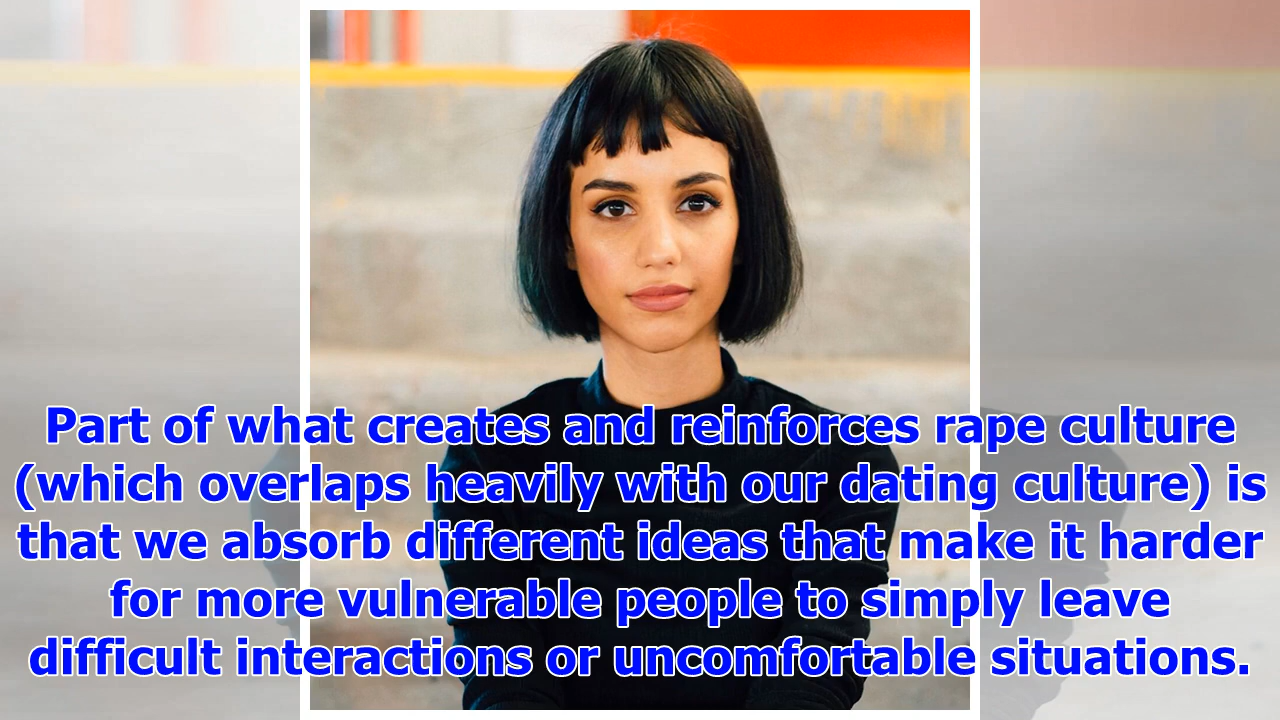 Part of what creates and reinforces rape culture
(which overlaps heavily with our dating culture) is
that we absorb different ideas that make it harder
for more vulnerable people to simply leave
difficult interactions or uncomfortable situations.